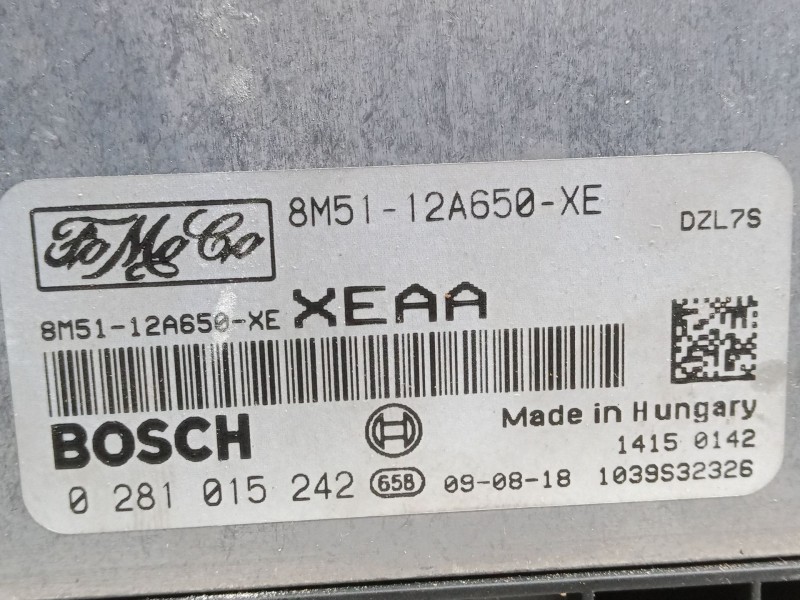 FoMoCo
8M51-12A650-XE
DZL7S
8M51-12A650-XE XEAA
BOSCH
Made in Hungary
1415 0142
0 281 015 242 65B 09-08-18 1039S32326